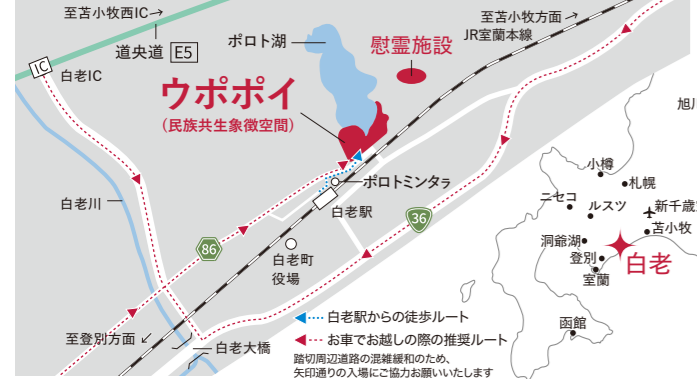 至苫小牧西IC→
道央道 E5
IC
白老IC
ポロト湖
至苫小牧方面→
JR室蘭本線
慰霊施設
ウポポイ
(民族共生象徴空間)
ポロトミンタㇻ
白老駅
白老川
86
36
白老町
役場
至登別方面
白老大橋
白老駅からの徒歩ルート
お車でお越しの際の推奨ルート
踏切周辺道路の混雑緩和のため、
矢印通りの入場にご協力お願いいたします
旭川
小樽
札幌
ニセコ
ルスツ
新千歳
苫小牧
洞爺湖
登別
白老
室蘭
函館